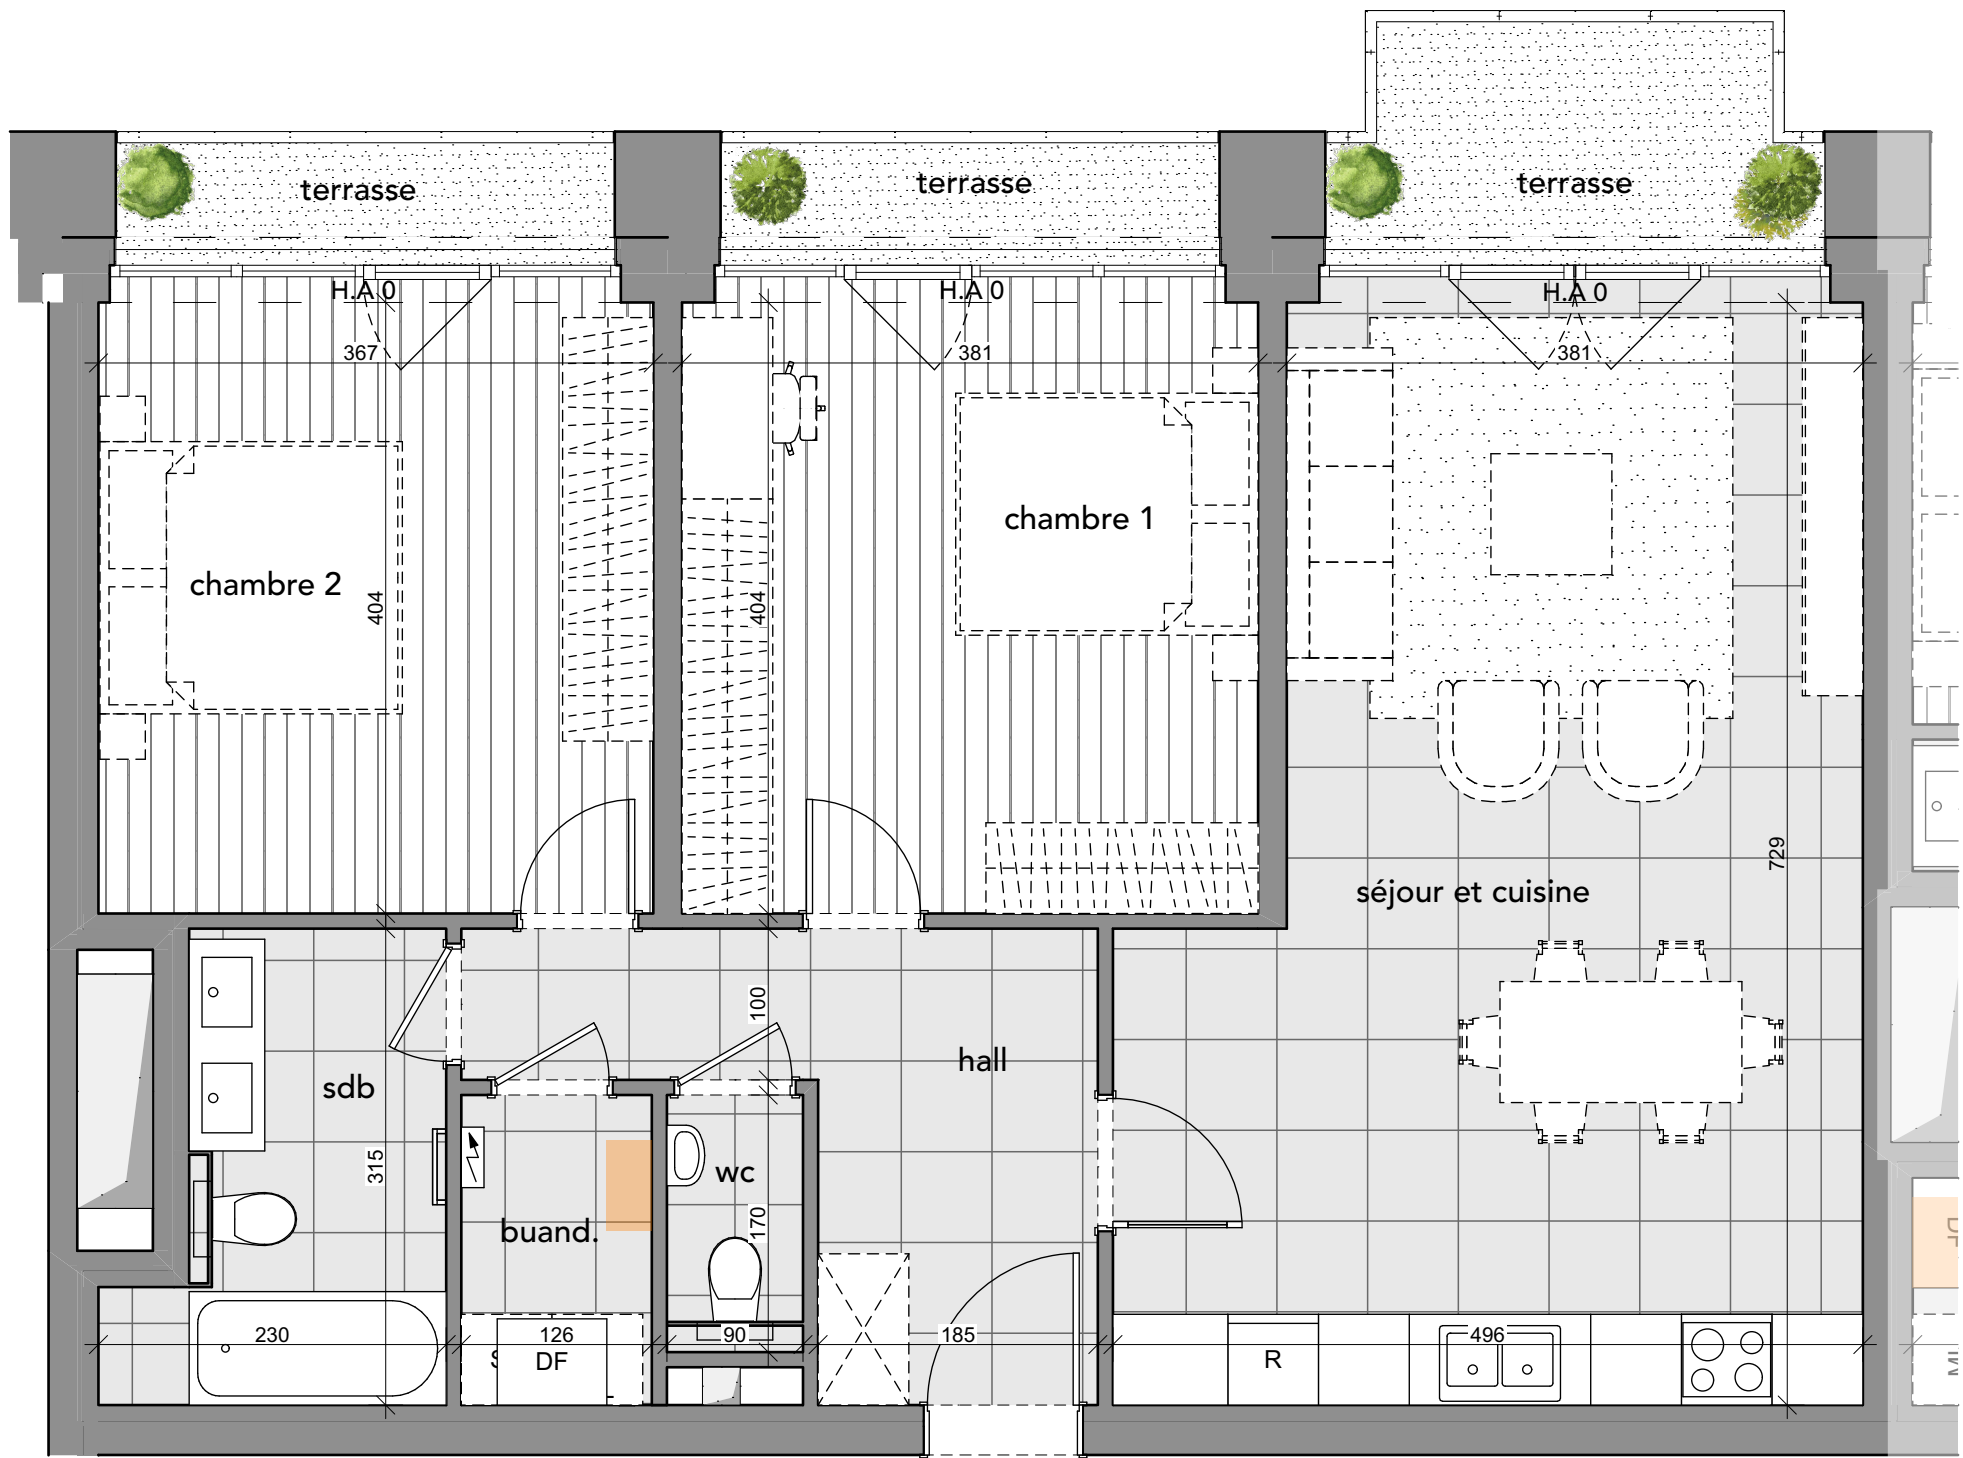 terrasse
terrasse
terrasse
H.A 0
H.A 0
H.A 0
367
381
381
chambre 1
chambre 2
404
404
729
séjour et cuisine
100
hall
sdb
315
wc
buand.
170
230
126
90
185
496
DF
R
DF